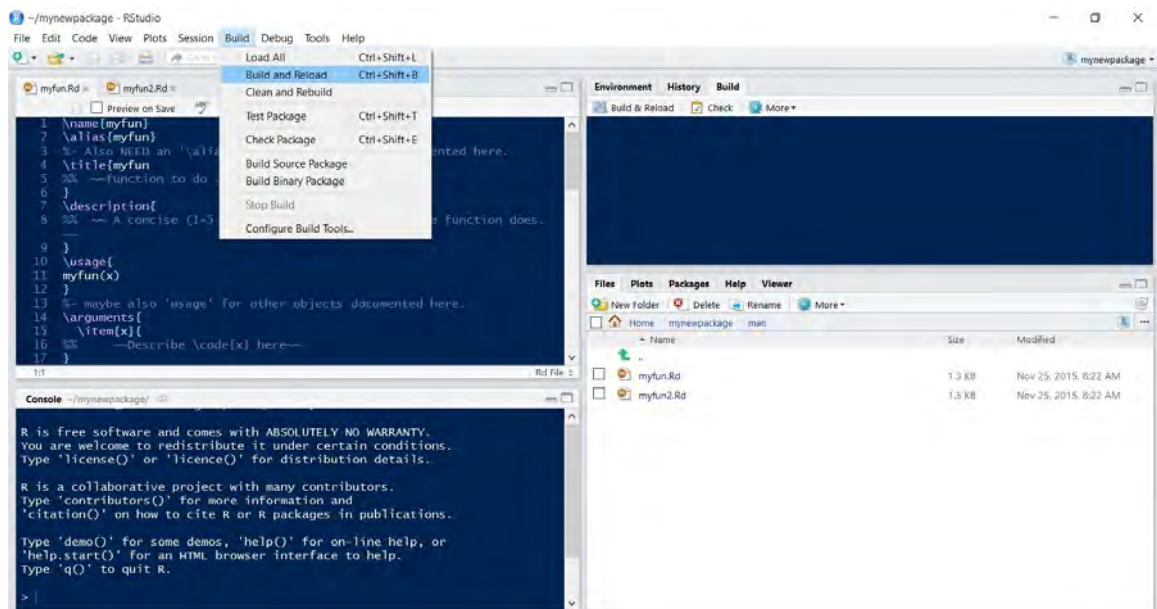 ~/mynewpackage - RStudio
File Edit Code View Plots Session Build Debug Tools Help
mynewpackage
Load All Ctrl+Shift+L
Build and Reload Ctrl+Shift+B
Clean and Rebuild
Test Package Ctrl+Shift+T
Check Package Ctrl+Shift+E
Build Source Package
Build Binary Package
Stop Build
Configure Build Tools...
myfun.Rd myfun2.Rd
Preview on Save
1 \name{myfun}
2 \alias{myfun}
3 %- Also NEED an '\alia ented here.
4 \title{myfun
5 %% ~~function to do
6 }
7 \description{
8 %% ~~ A concise (1-5 e function does.
~~
9 }
10 \usage{
11 myfun(x)
12 }
13 %- maybe also 'usage' for other objects documented here.
14 \arguments{
15 \item{x}{
16 %% ~~Describe \code{x} here~~
17 }
1:1 Rd File
Console ~/mynewpackage/
R is free software and comes with ABSOLUTELY NO WARRANTY.
You are welcome to redistribute it under certain conditions.
Type 'license()' or 'licence()' for distribution details.
R is a collaborative project with many contributors.
Type 'contributors()' for more information and
'citation()' on how to cite R or R packages in publications.
Type 'demo()' for some demos, 'help()' for on-line help, or
'help.start()' for an HTML browser interface to help.
Type 'q()' to quit R.
>
Environment History Build
Build & Reload Check More
Files Plots Packages Help Viewer
New Folder Delete Rename More
Home mynewpackage man
Name Size Modified
..
myfun.Rd 1.3 KB Nov 25, 2015, 8:22 AM
myfun2.Rd 1.3 KB Nov 25, 2015, 8:22 AM